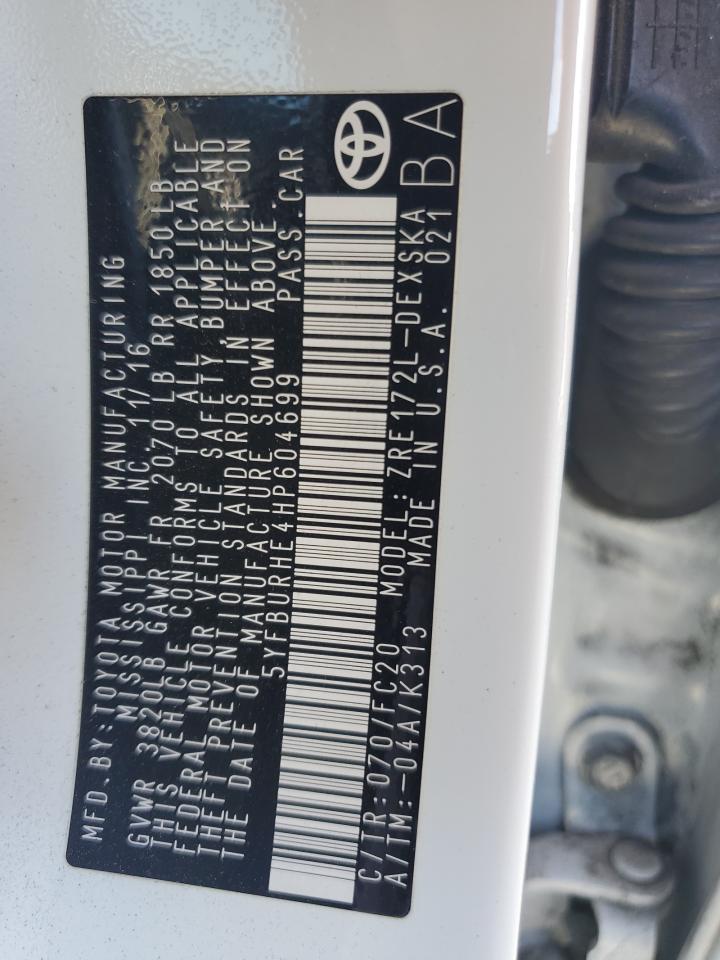 MFD.BY:TOYOTA MOTOR MANUFACTURING
MISSISSIPPI INC.11/16
GVWR 3820LB GAWR FR 2070LB RR 1850LB
THIS VEHICLE CONFORMS TO ALL APPLICABLE
FEDERAL MOTOR VEHICLE SAFETY, BUMPER AND
THEFT PREVENTION STANDARDS IN EFFECT ON
THE DATE OF MANUFACTURE SHOWN ABOVE.
5YFBURHE4HP604699 PASS.CAR
C/TR:070/FC20 MODEL:ZRE172L-DEXSKA
A/TM:-04A/K313 MADE IN U.S.A. 021
BA